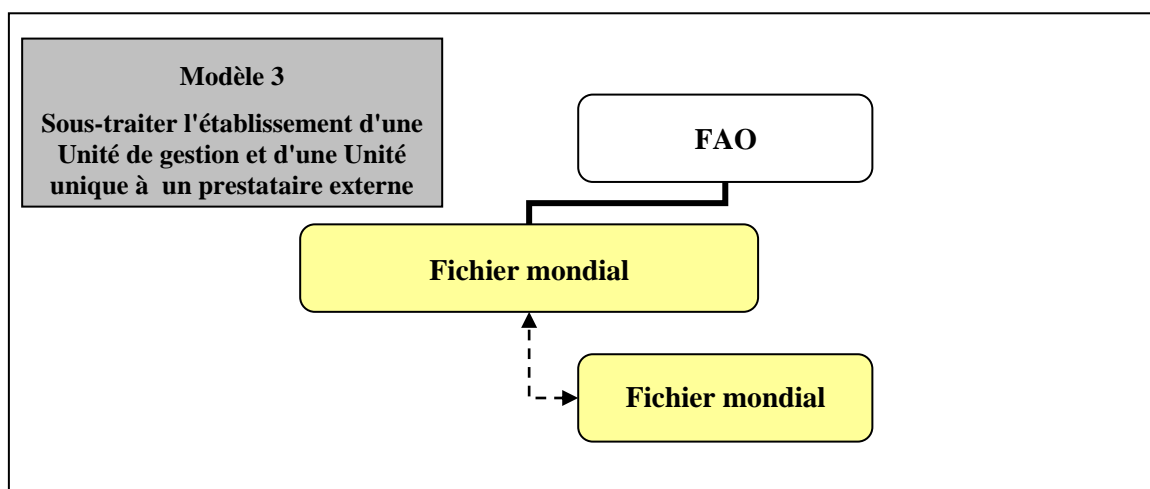 Modèle 3
Sous-traiter l'établissement d'une
Unité de gestion et d'une Unité
unique à un prestataire externe
FAO
Fichier mondial
Fichier mondial